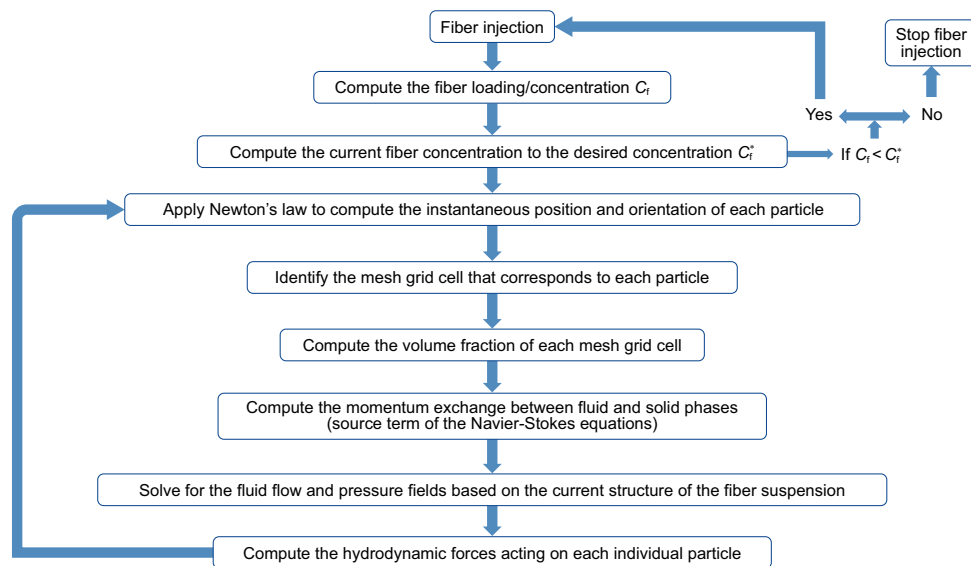 Fiber injection
Stop fiber
injection
Compute the fiber loading/concentration C_f
Yes
No
Compute the current fiber concentration to the desired concentration C_f^*
If C_f < C_f^*
Apply Newton's law to compute the instantaneous position and orientation of each particle
Identify the mesh grid cell that corresponds to each particle
Compute the volume fraction of each mesh grid cell
Compute the momentum exchange between fluid and solid phases
(source term of the Navier-Stokes equations)
Solve for the fluid flow and pressure fields based on the current structure of the fiber suspension
Compute the hydrodynamic forces acting on each individual particle